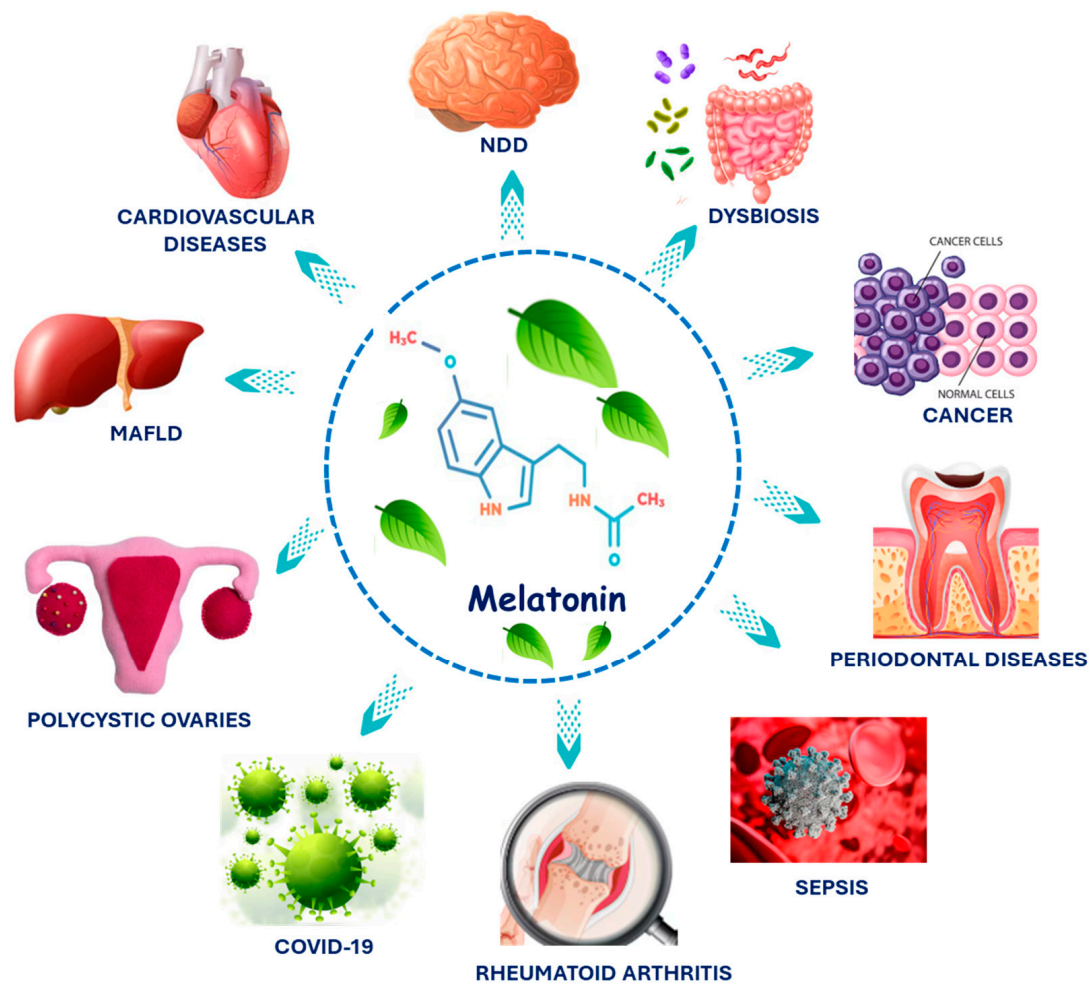 NDD
CARDIOVASCULAR
DISEASES
DYSBIOSIS
CANCER CELLS
NORMAL CELLS
CANCER
MAFLD
H₃C
O
HN
HN
CH₃
O
Melatonin
PERIODONTAL DISEASES
POLYCYSTIC OVARIES
SEPSIS
COVID-19
RHEUMATOID ARTHRITIS